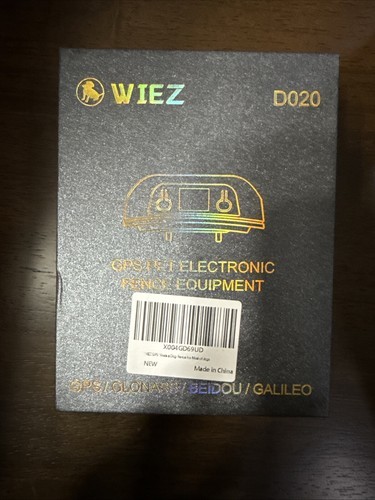 WIEZ
D020
GPS PET ELECTRONIC
FENCE EQUIPMENT
X004GD69UD
NEW
Made in China
GPS / GLONASS / BEIDOU / GALILEO